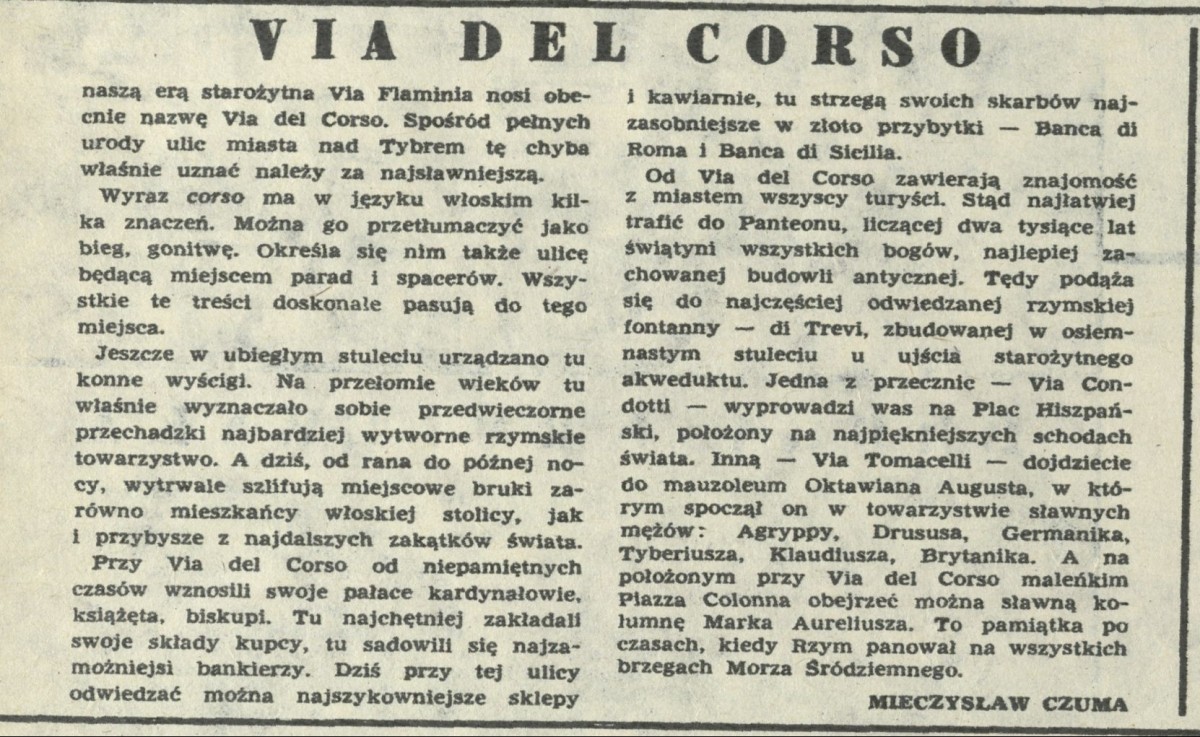 VIA DEL CORSO
naszą erą starożytna Via Flaminia nosi obe-
cnie nazwę Via del Corso. Spośród pełnych
urody ulic miasta nad Tybrem tę chyba
właśnie uznać należy za najsławniejszą.
Wyraz corso ma w języku włoskim kil-
ka znaczeń. Można go przetłumaczyć jako
bieg, gonitwę. Określa się nim także ulicę
będącą miejscem parad i spacerów. Wszy-
stkie te treści doskonale pasują do tego
miejsca.
Jeszcze w ubiegłym stuleciu urządzano tu
konne wyścigi. Na przełomie wieków tu
właśnie wyznaczało sobie przedwieczorne
przechadzki najbardziej wytworne rzymskie
towarzystwo. A dziś, od rana do późnej no-
cy, wytrwale szlifują miejscowe bruki za-
równo mieszkańcy włoskiej stolicy, jak
i przybysze z najdalszych zakątków świata.
Przy Via del Corso od niepamiętnych
czasów wznosili swoje pałace kardynałowie,
książęta, biskupi. Tu najchętniej zakładali
swoje składy kupcy, tu sadowili się najza-
możniejsi bankierzy. Dziś przy tej ulicy
odwiedzać można najszykowniejsze sklepy
i kawiarnie, tu strzegą swoich skarbów naj-
zasobniejsze w złoto przybytki — Banca di
Roma i Banca di Sicilia.
Od Via del Corso zawierają znajomość
z miastem wszyscy turyści. Stąd najłatwiej
trafić do Panteonu, liczącej dwa tysiące lat
świątyni wszystkich bogów, najlepiej za-
chowanej budowli antycznej. Tędy podąża
się do najczęściej odwiedzanej rzymskiej
fontanny — di Trevi, zbudowanej w osiem-
nastym stuleciu u ujścia starożytnego
akweduktu. Jedna z przecznic — Via Con-
dotti — wyprowadzi was na Plac Hiszpań-
ski, położony na najpiękniejszych schodach
świata. Inną — Via Tomacelli — dojdziecie
do mauzoleum Oktawiana Augusta, w któ-
rym spoczął on w towarzystwie sławnych
mężów: Agryppy, Drususa, Germanika,
Tyberiusza, Klaudiusza, Brytanika. A na
położonym przy Via del Corso maleńkim
Piazza Colonna obejrzeć można sławną ko-
lumnę Marka Aureliusza. To pamiątka po
czasach, kiedy Rzym panował na wszystkich
brzegach Morza Śródziemnego.
MIECZYSŁAW CZUMA